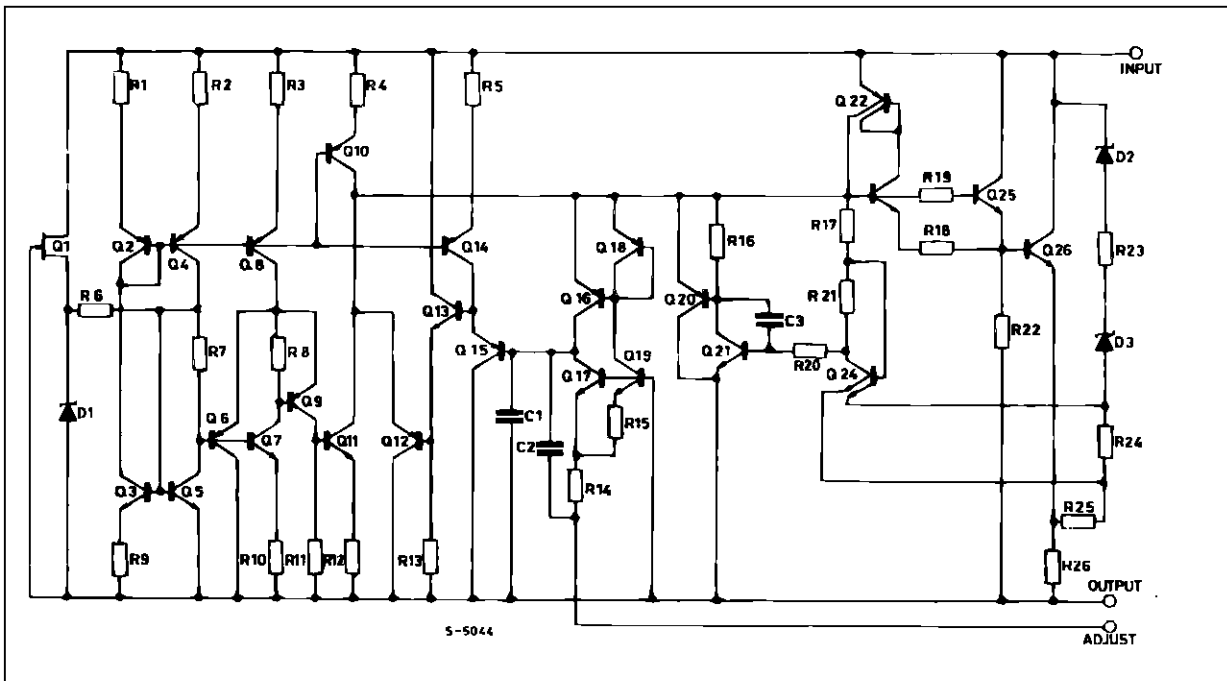 R1
R2
R3
R4
R5
INPUT
Q22
Q10
D2
R19
Q25
Q1
Q2
Q4
Q8
Q14
Q18
R16
R17
R18
Q26
R23
R6
Q13
Q16
Q20
C3
R21
R7
R8
Q15
Q17
Q19
Q21
R20
Q24
R22
D3
D1
Q6
Q7
Q9
Q11
Q12
C1
C2
R15
R24
Q3
Q5
R14
R25
R9
R10
R11
R12
R13
R26
OUTPUT
S-5044
ADJUST